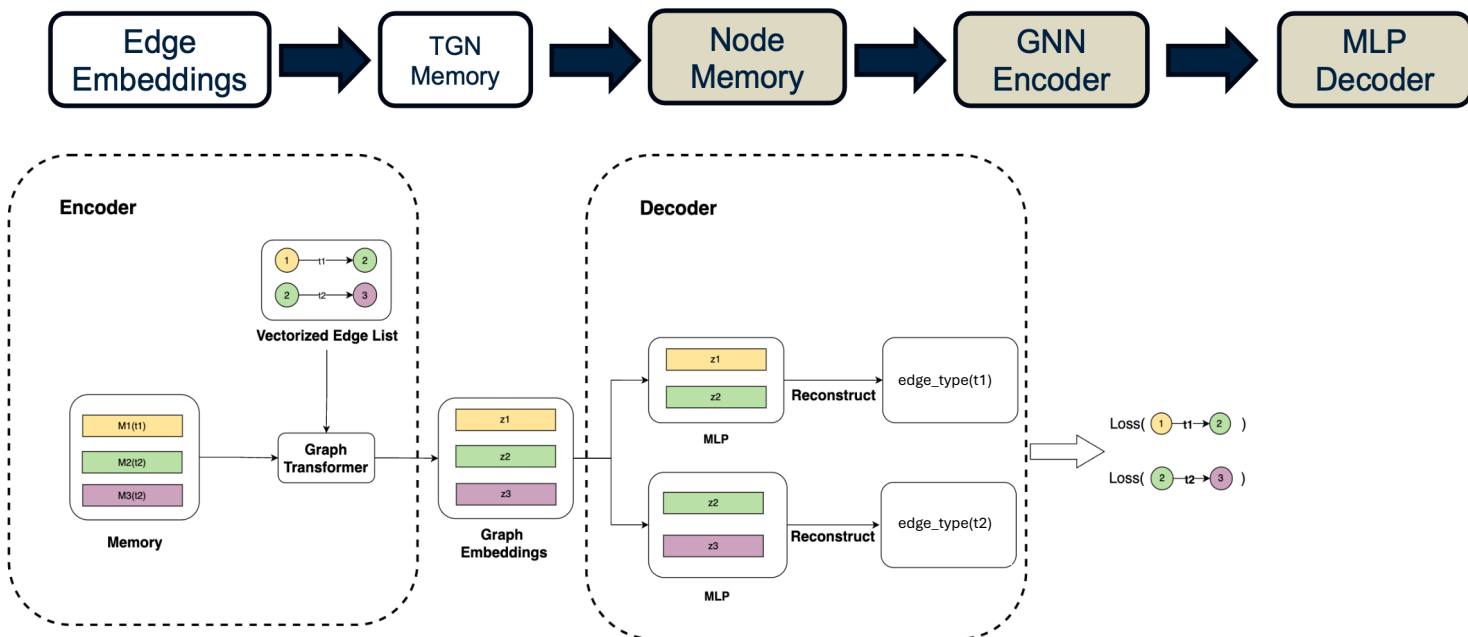 Edge
Embeddings
TGN
Memory
Node
Memory
GNN
Encoder
MLP
Decoder
Encoder
1 t1 2
2 t2 3
Vectorized Edge List
M1(t1)
M2(t2)
M3(t2)
Memory
Graph
Transformer
z1
z2
z3
Graph
Embeddings
Decoder
z1
z2
MLP
Reconstruct
edge_type(t1)
z2
z3
MLP
Reconstruct
edge_type(t2)
Loss( 1 t1 2 )
Loss( 2 t2 3 )